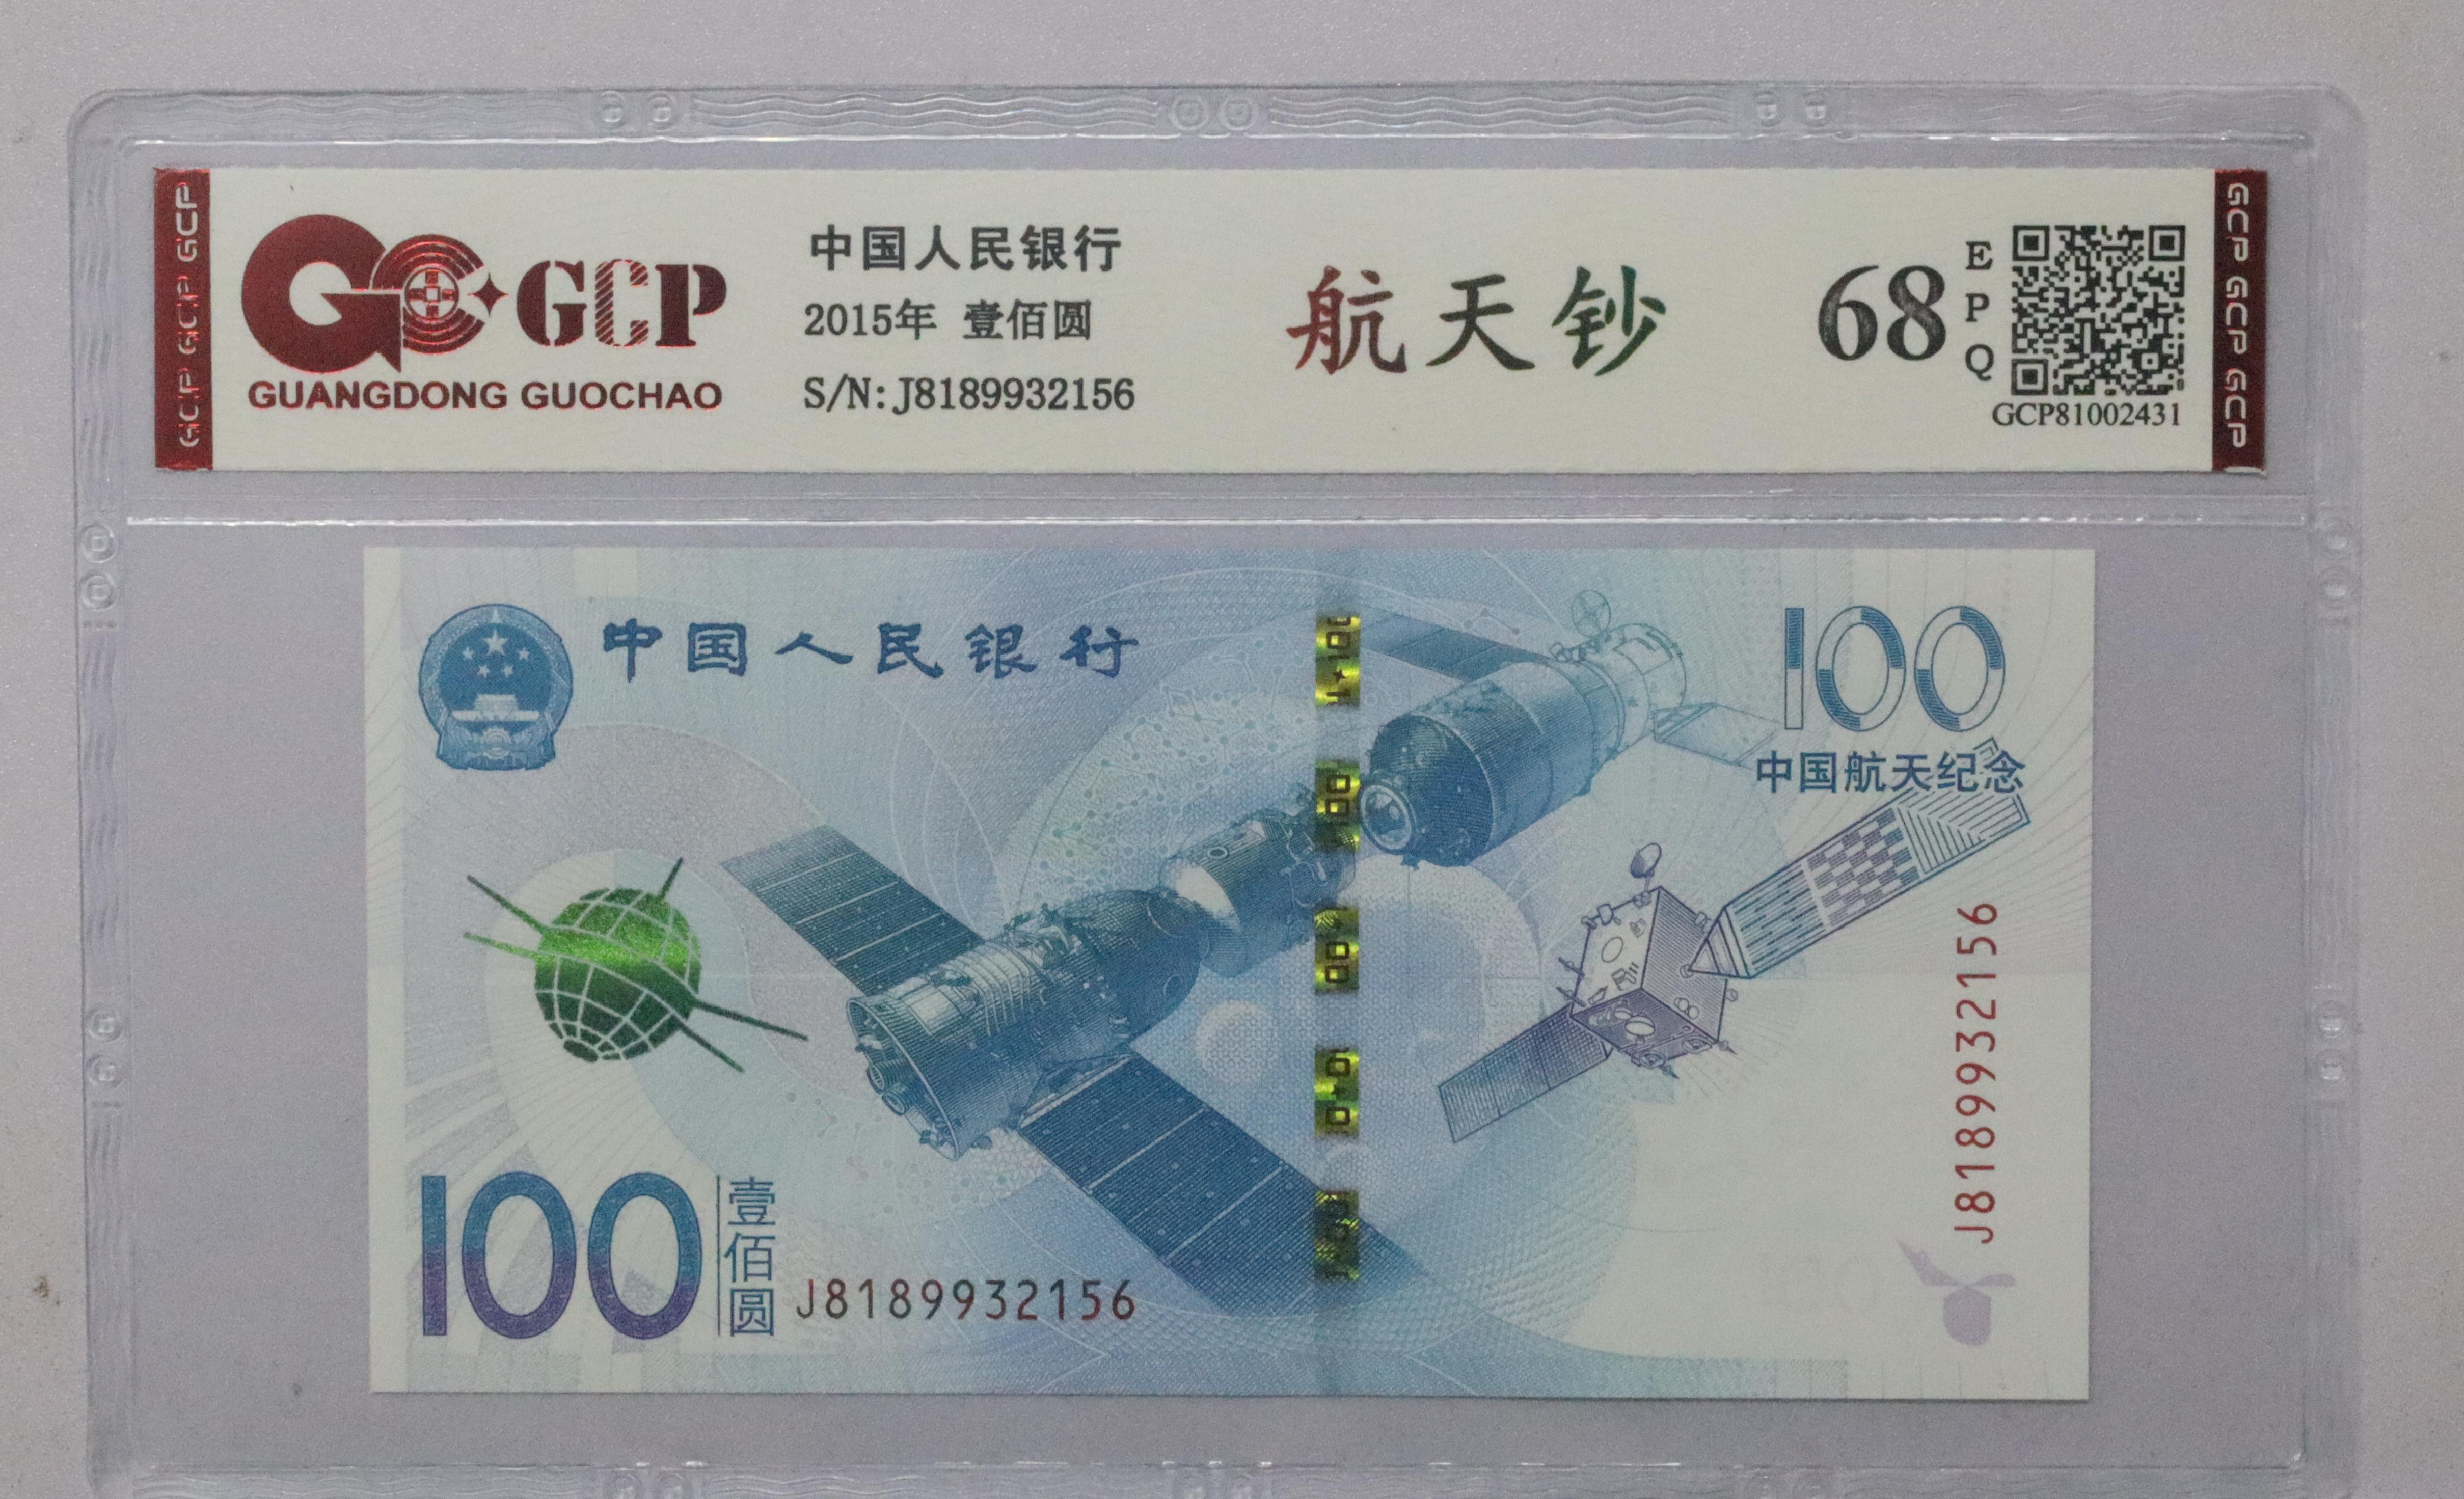 GCP GCP GCP
GCP
GUANGDONG GUOCHAO
中国人民银行
2015年 壹佰圆
S/N:J8189932156
航天钞
68
EPQ
GCP81002431
GCP GCP GCP
中国人民银行
100
中国航天纪念
J8189932156
100
壹佰圆
J8189932156